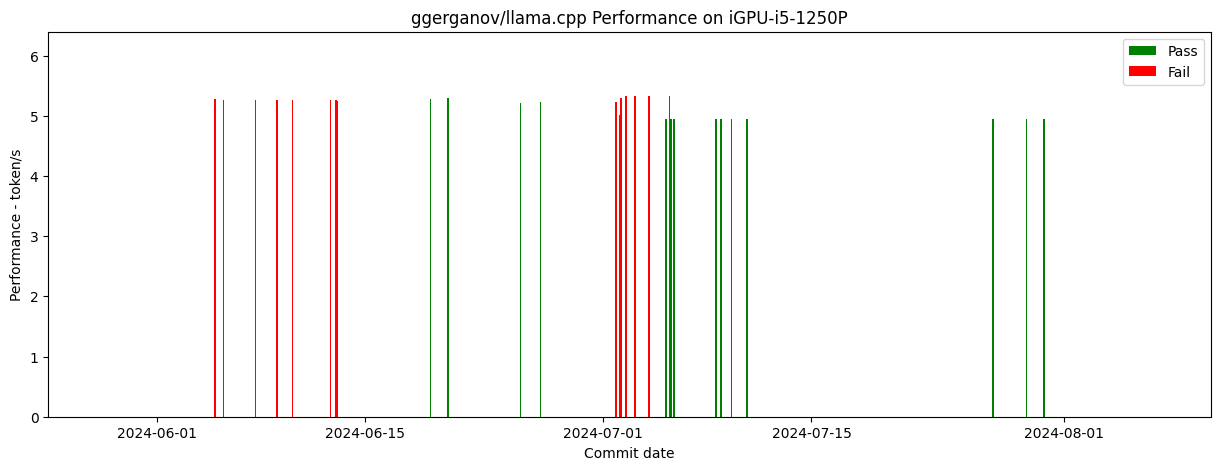 ggerganov/llama.cpp Performance on iGPU-i5-1250P
Pass
Fail
6
5
4
3
2
1
0
Performance - token/s
2024-06-01
2024-06-15
2024-07-01
2024-07-15
2024-08-01
Commit date